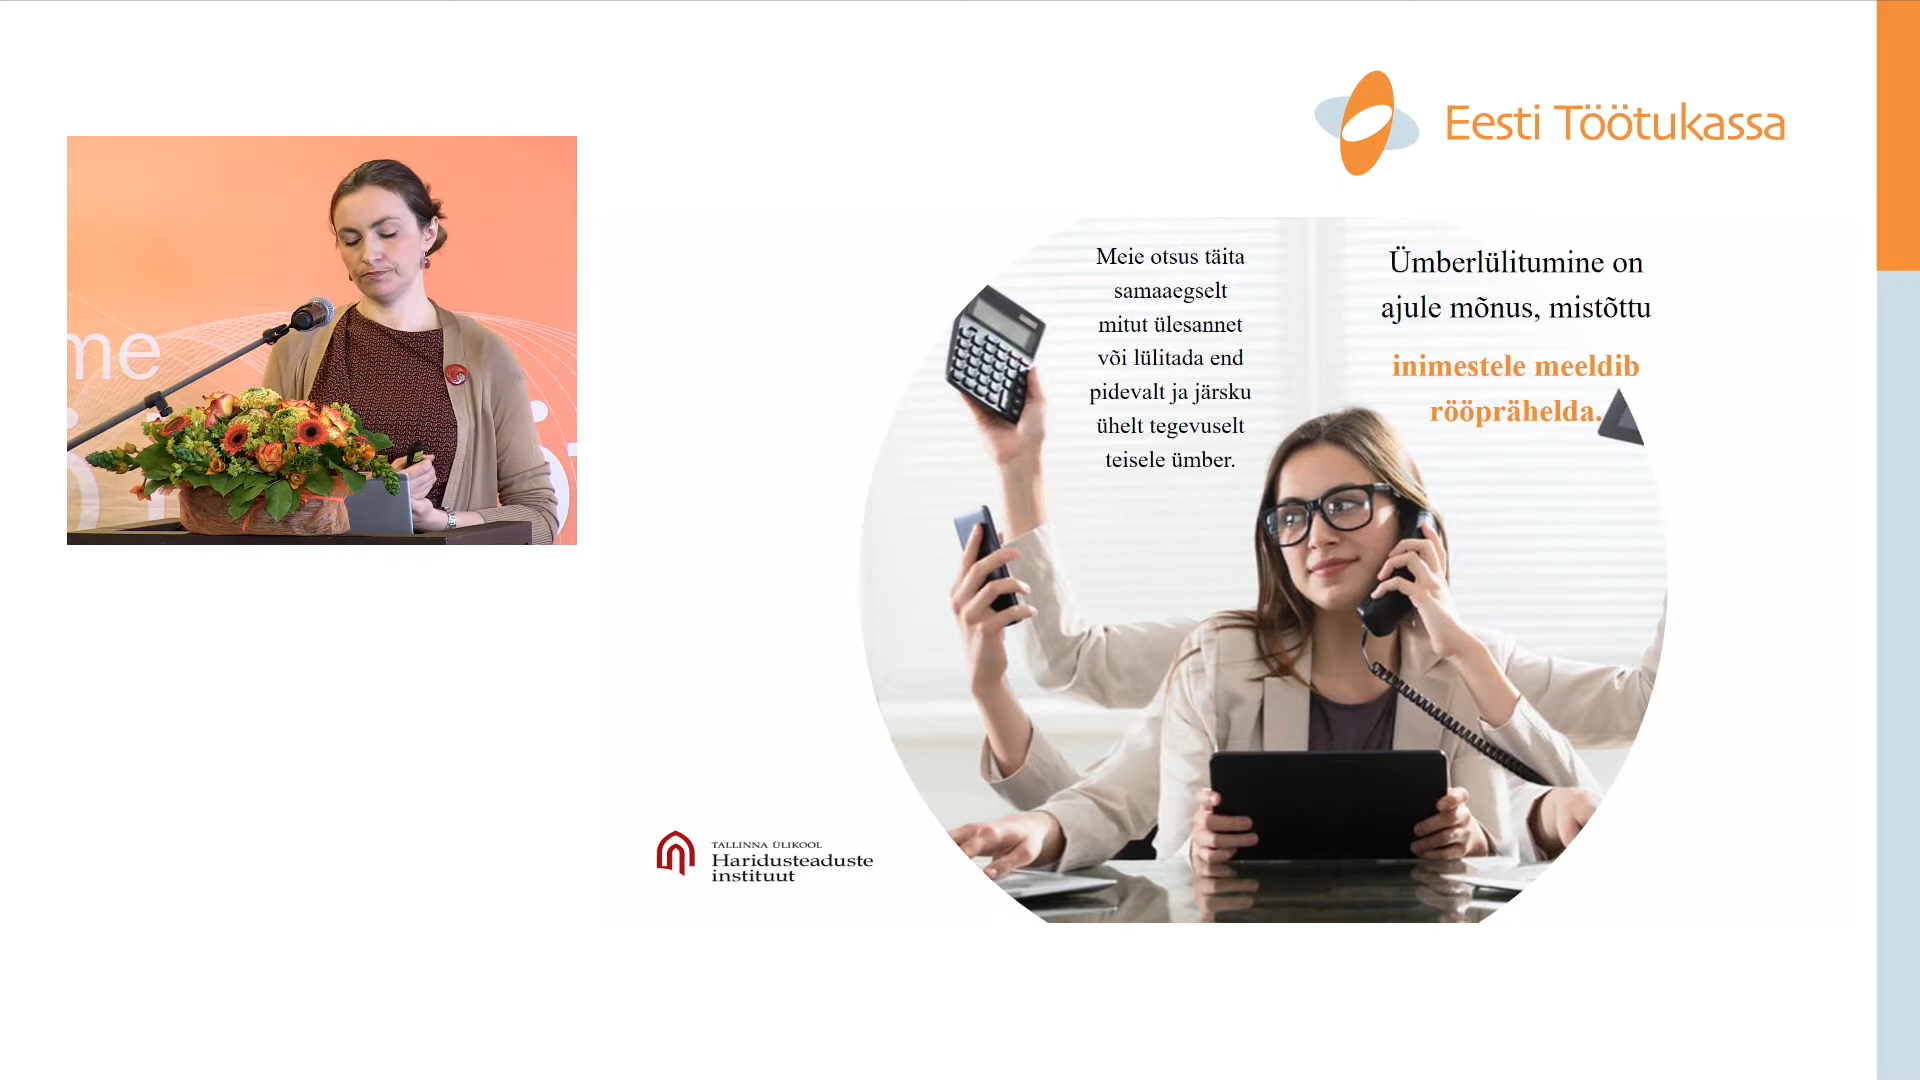 Eesti Töötukassa
me
Meie otsus täita
samaaegselt
mitut ülesannet
või lülitada end
pidevalt ja järsku
ühelt tegevuselt
teisele ümber.
Ümberlülitumine on
ajule mõnus, mistõttu
inimestele meeldib
rööprähelda.
TALLINNA ÜLIKOOL
Haridusteaduste
instituut